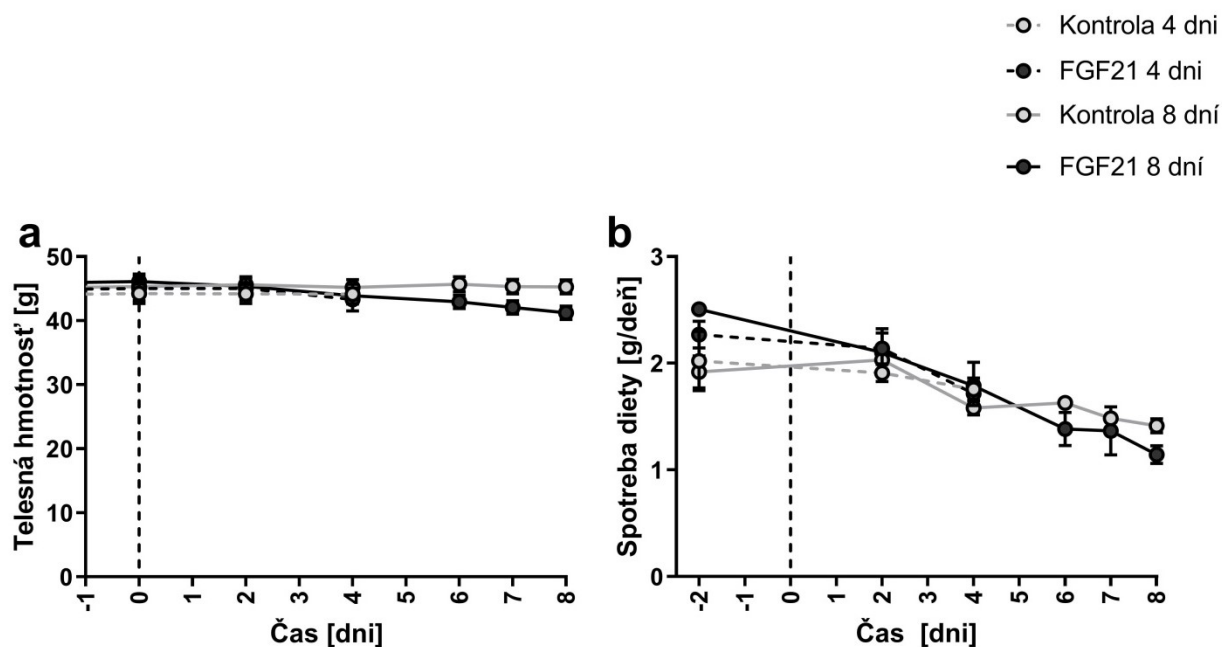 Kontrola 4 dni
FGF21 4 dni
Kontrola 8 dní
FGF21 8 dní
a
Telesná hmotnosť [g]
50
40
30
20
10
0
-1 0 1 2 3 4 5 6 7 8
Čas [dni]
b
Spotreba diety [g/deň]
3
2
1
0
-2 -1 0 1 2 3 4 5 6 7 8
Čas [dni]